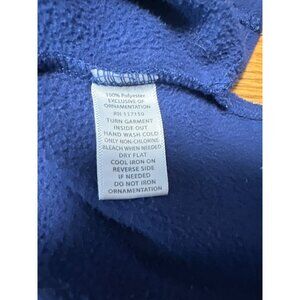 100% Polyester
EXCLUSIVE OF
ORNAMENTATION
RN 137150
TURN GARMENT
INSIDE OUT
HAND WASH COLD
ONLY NON-CHLORINE
BLEACH WHEN NEEDED
DRY FLAT
COOL IRON ON
REVERSE SIDE
IF NEEDED
DO NOT IRON
ORNAMENTATION